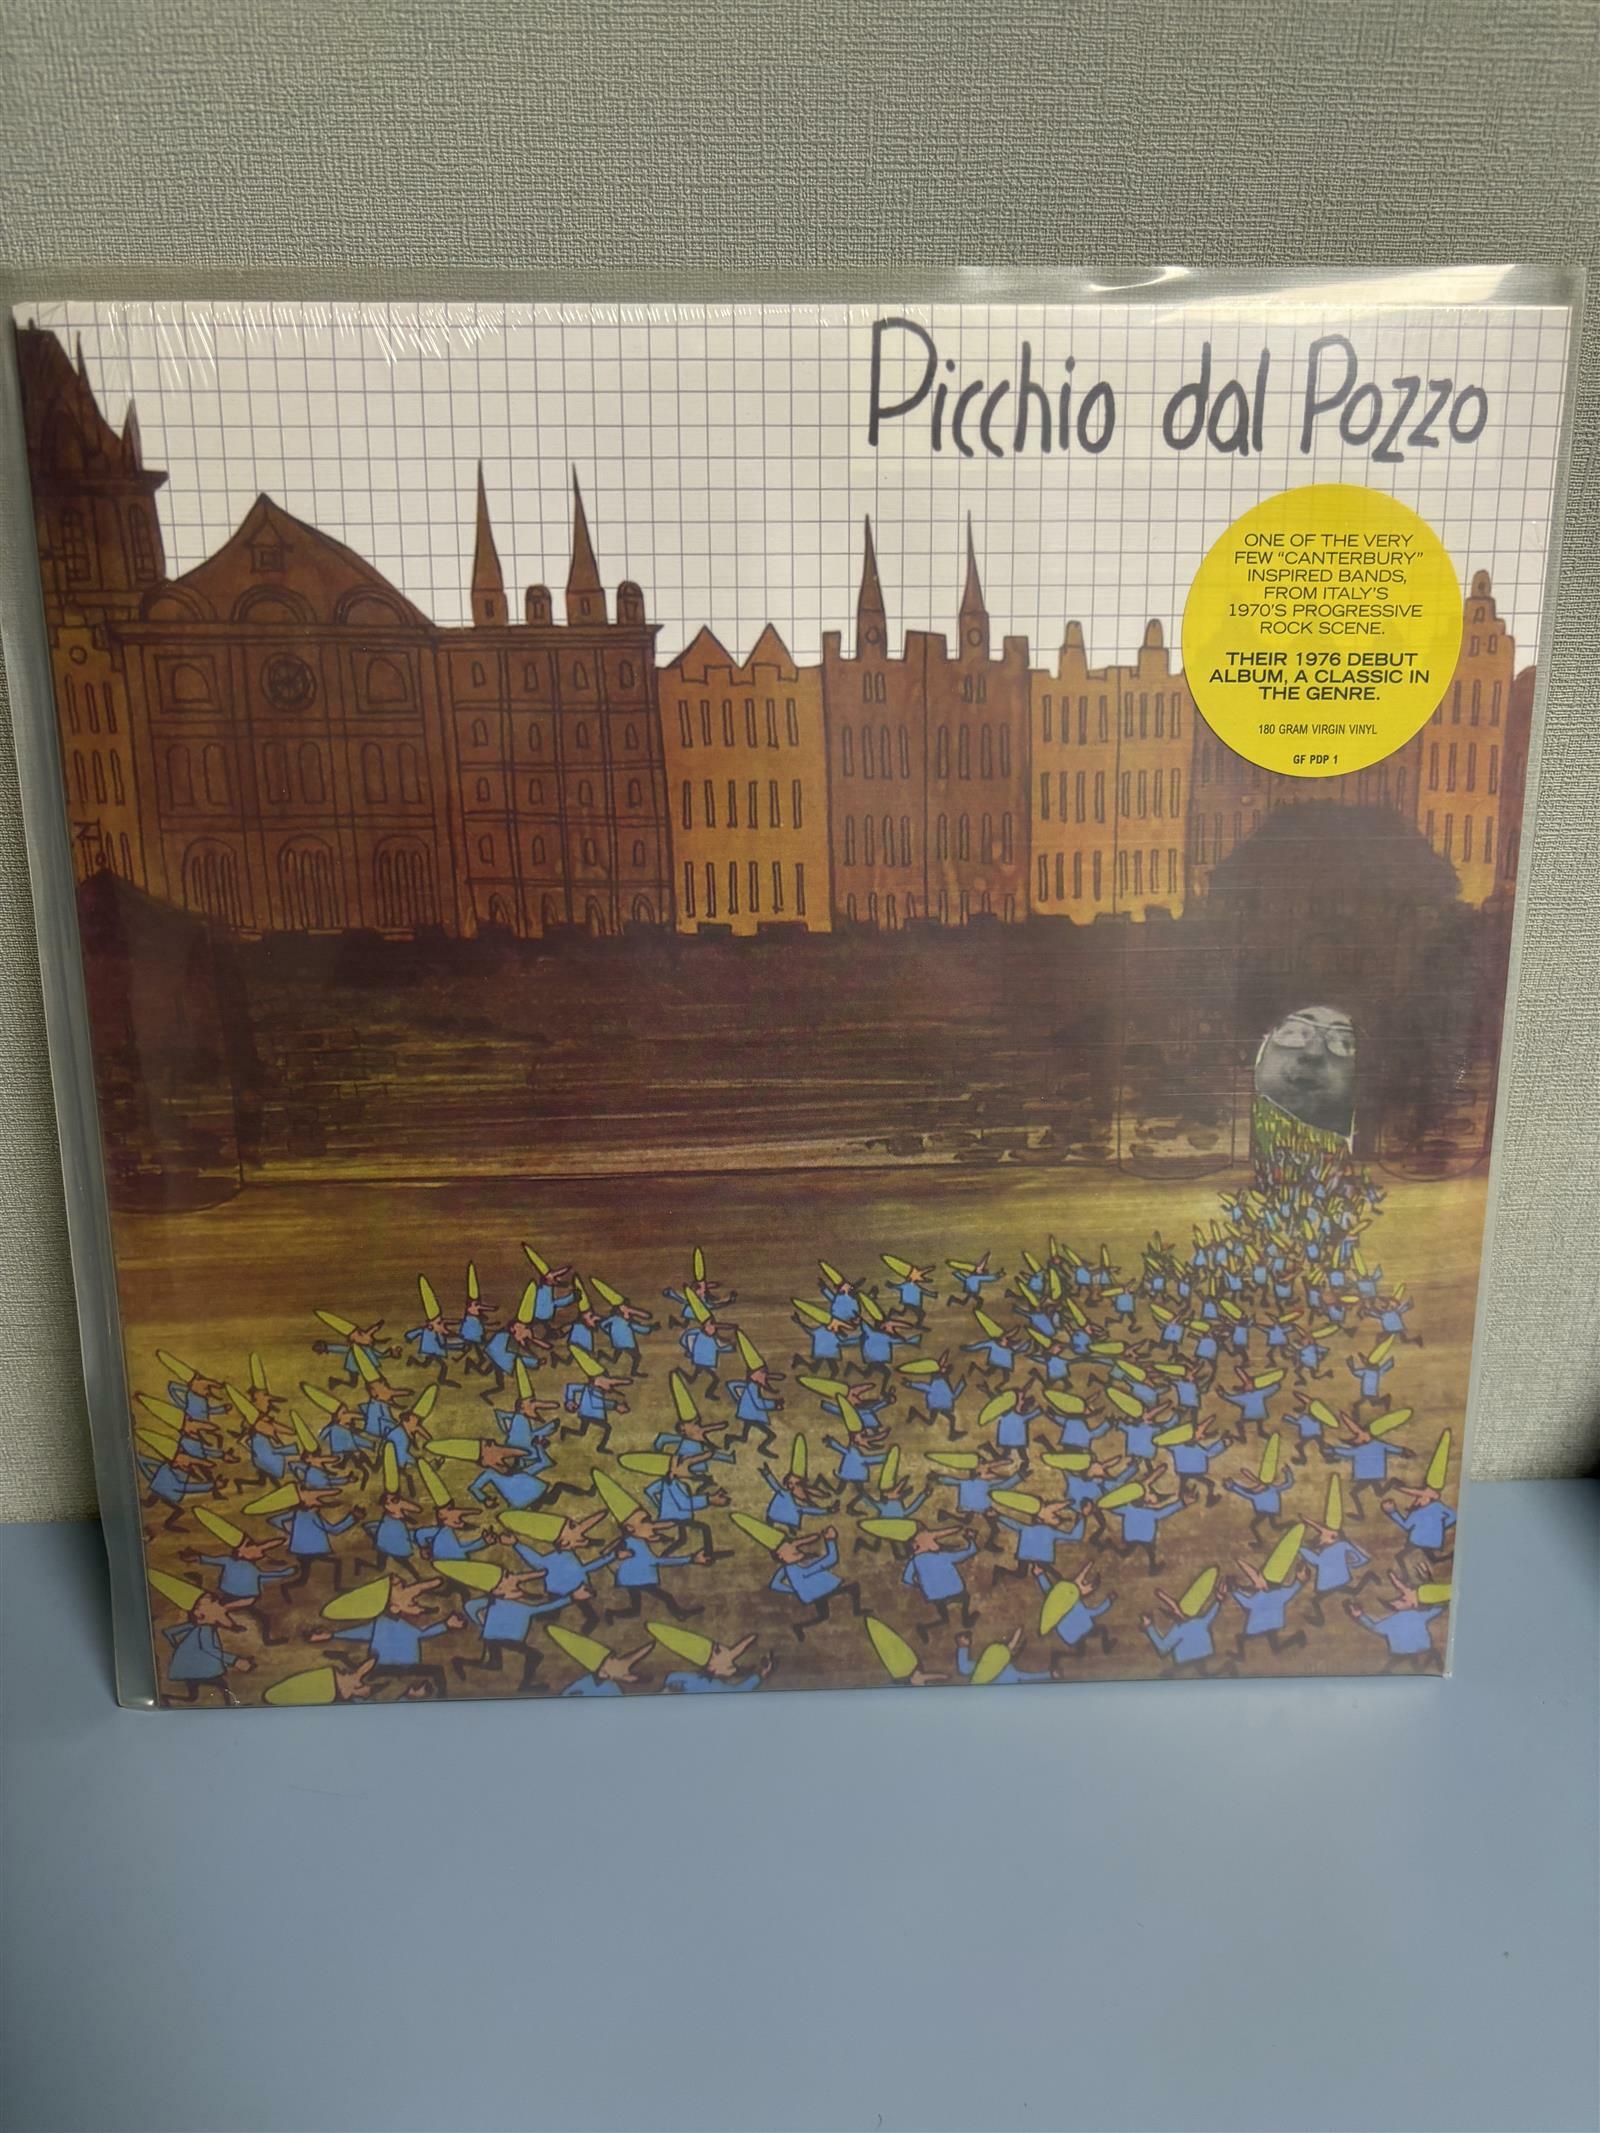 Picchio dal Pozzo
ONE OF THE VERY
FEW “CANTERBURY”
INSPIRED BANDS,
FROM ITALY’S
1970’S PROGRESSIVE
ROCK SCENE.
THEIR 1976 DEBUT
ALBUM, A CLASSIC IN
THE GENRE.
180 GRAM VIRGIN VINYL
GF PDP 1